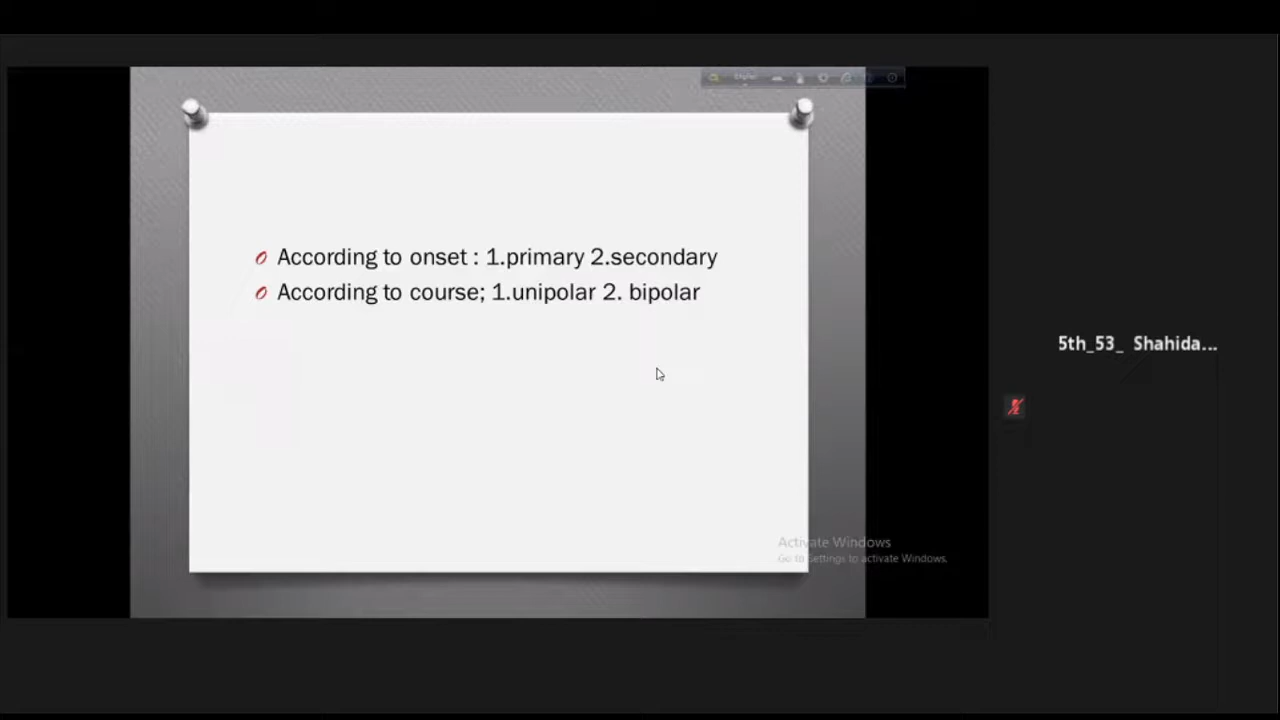 According to onset : 1.primary 2.secondary
According to course; 1.unipolar 2. bipolar
5th_53_ Shahida...
Activate Windows
Go to Settings to activate Windows.